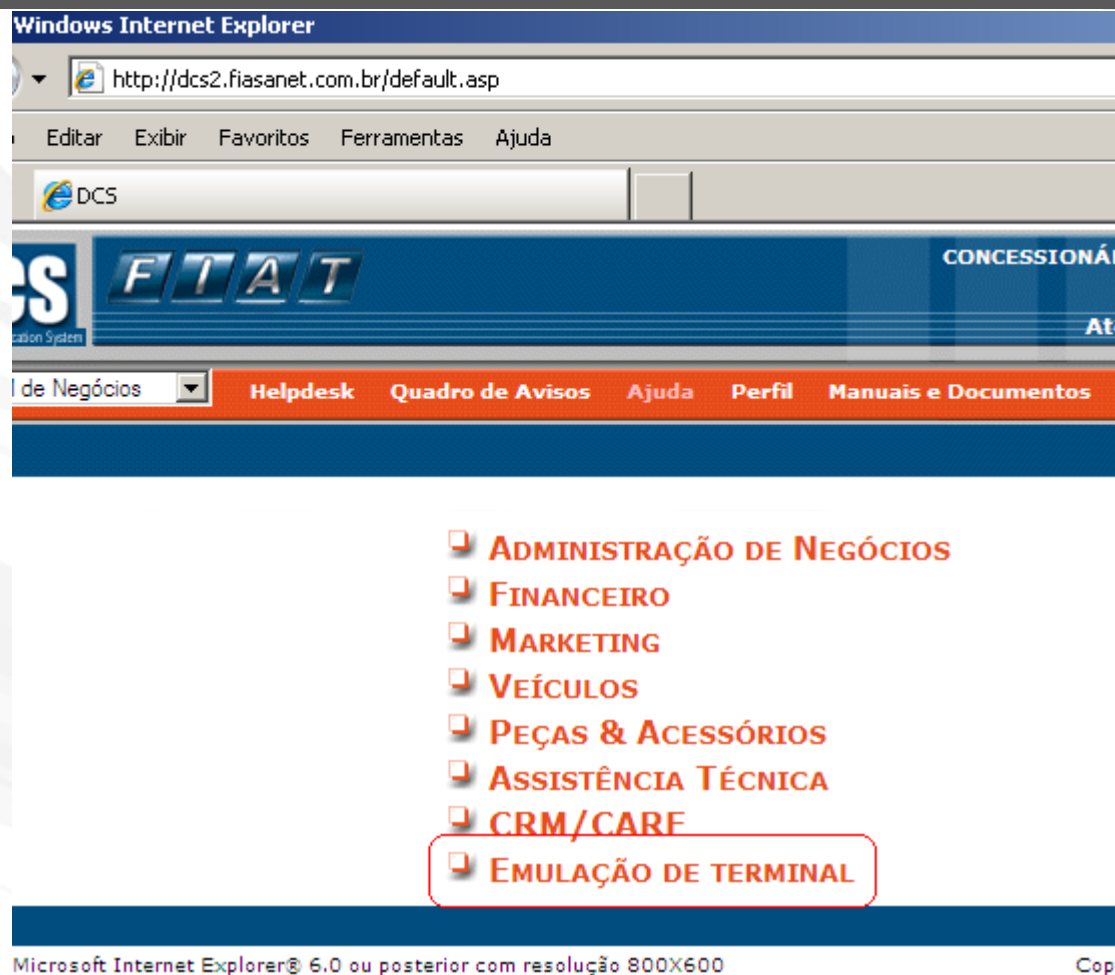 Windows Internet Explorer
http://dcs2.fiasanet.com.br/default.asp
Editar Exibir Favoritos Ferramentas Ajuda
DCS
FIAT
CONCESSIONÁ
At
de Negócios Helpdesk Quadro de Avisos Ajuda Perfil Manuais e Documentos
ADMINISTRAÇÃO DE NEGÓCIOS
FINANCEIRO
MARKETING
VEÍCULOS
PEÇAS & ACESSÓRIOS
ASSISTÊNCIA TÉCNICA
CRM/CARE
EMULAÇÃO DE TERMINAL
Microsoft Internet Explorer® 6.0 ou posterior com resolução 800X600 Cop